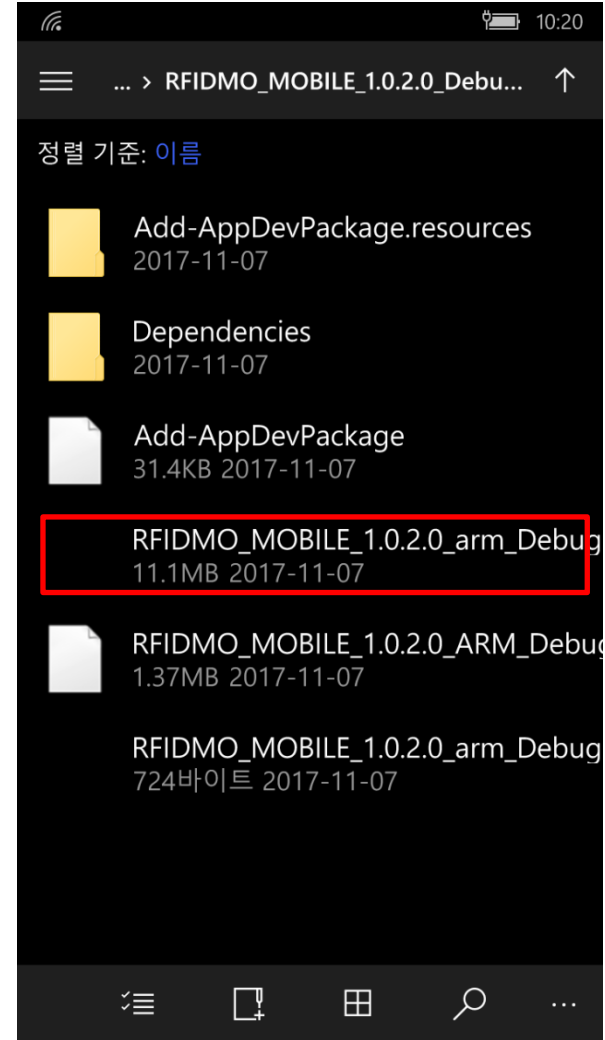 10:20
... > RFIDMO_MOBILE_1.0.2.0_Debu...
정렬 기준: 이름
Add-AppDevPackage.resources
2017-11-07
Dependencies
2017-11-07
Add-AppDevPackage
31.4KB 2017-11-07
RFIDMO_MOBILE_1.0.2.0_arm_Debug
11.1MB 2017-11-07
RFIDMO_MOBILE_1.0.2.0_ARM_Debug
1.37MB 2017-11-07
RFIDMO_MOBILE_1.0.2.0_arm_Debug
724바이트 2017-11-07
...